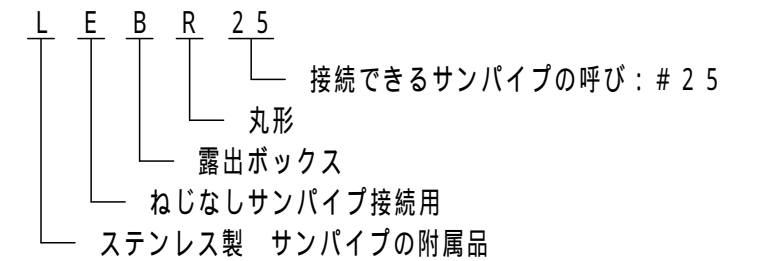 ＬＥＢＲ２５
接続できるサンパイプの呼び：＃２５
丸形
露出ボックス
ねじなしサンパイプ接続用
ステンレス製　サンパイプの附属品